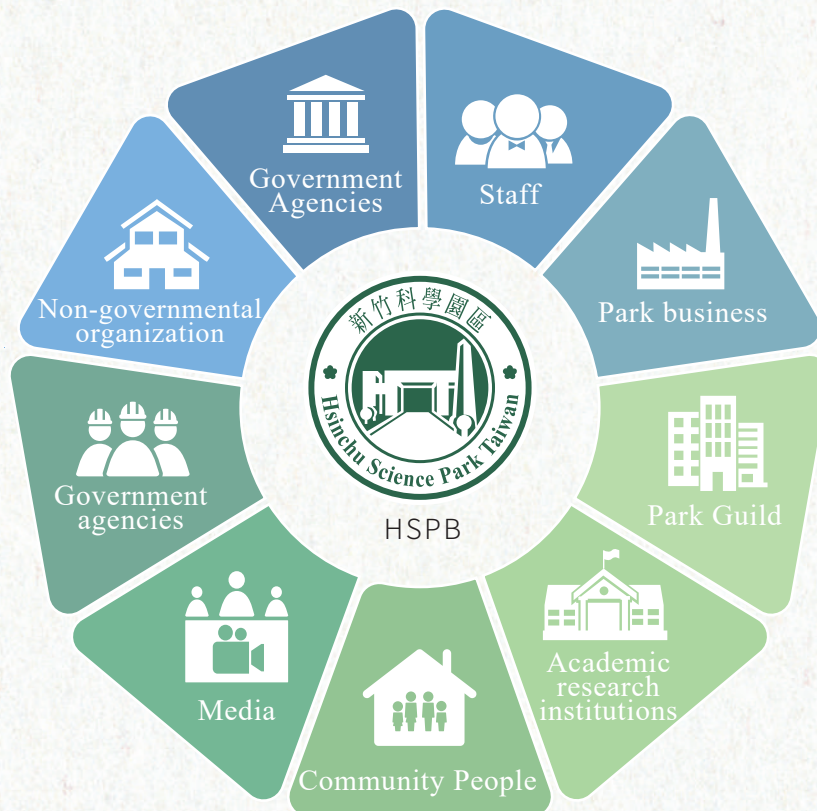 Government
Agencies
Staff
Park business
Park Guild
Academic
research
institutions
Community People
Media
Government
agencies
Non-governmental
organization
新竹科學園區
Hsinchu Science Park Taiwan
HSPB